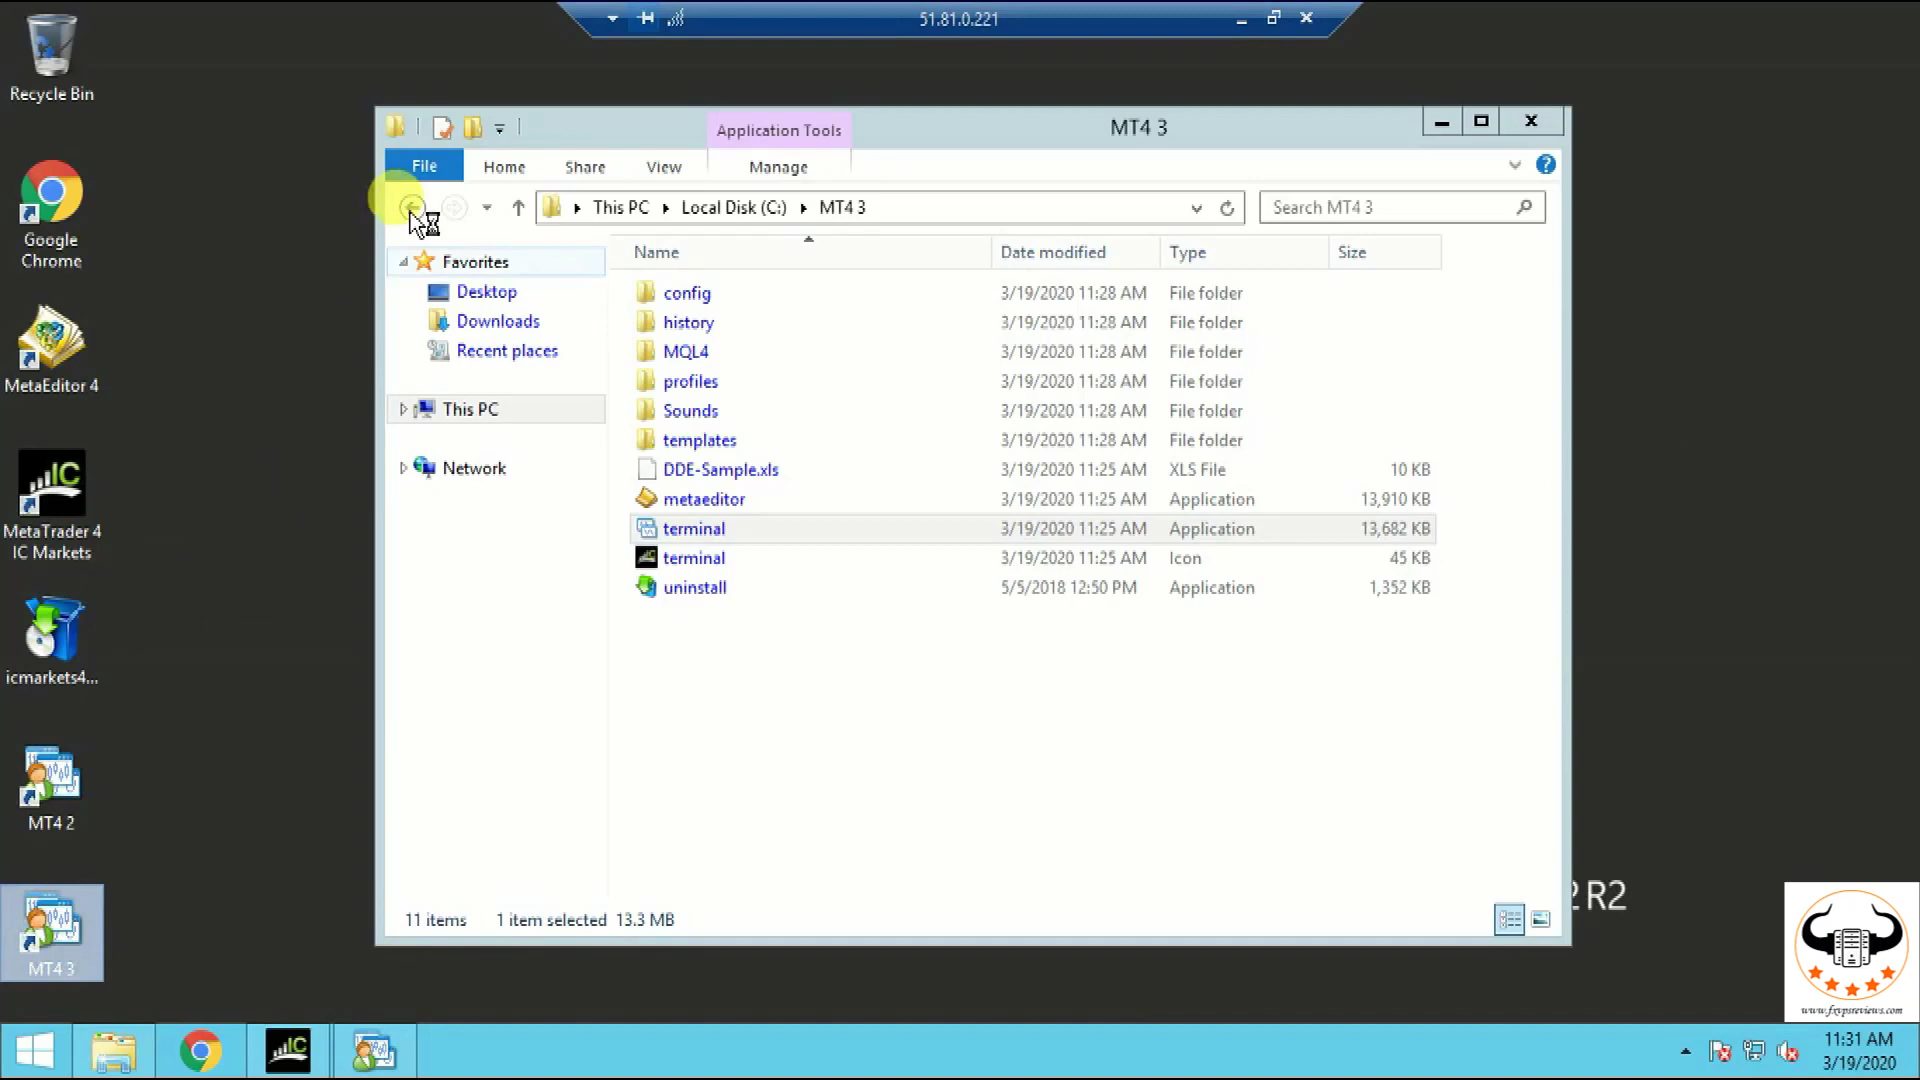 51.81.0.221
Recycle Bin
Google
Chrome
MetaEditor 4
MetaTrader 4
IC Markets
icmarkets4...
MT4 2
MT4 3
Application Tools
MT4 3
File
Home
Share
View
Manage
This PC
Local Disk (C:)
MT4 3
Search MT4 3
Favorites
Desktop
Downloads
Recent places
This PC
Network
Name Date modified Type Size
config 3/19/2020 11:28 AM File folder
history 3/19/2020 11:28 AM File folder
MQL4 3/19/2020 11:28 AM File folder
profiles 3/19/2020 11:28 AM File folder
Sounds 3/19/2020 11:28 AM File folder
templates 3/19/2020 11:28 AM File folder
DDE-Sample.xls 3/19/2020 11:25 AM XLS File 10 KB
metaeditor 3/19/2020 11:25 AM Application 13,910 KB
terminal 3/19/2020 11:25 AM Application 13,682 KB
terminal 3/19/2020 11:25 AM Icon 45 KB
uninstall 5/5/2018 12:50 PM Application 1,352 KB
11 items 1 item selected 13.3 MB
2 R2
www.fxvpsreviews.com
IC
11:31 AM
3/19/2020